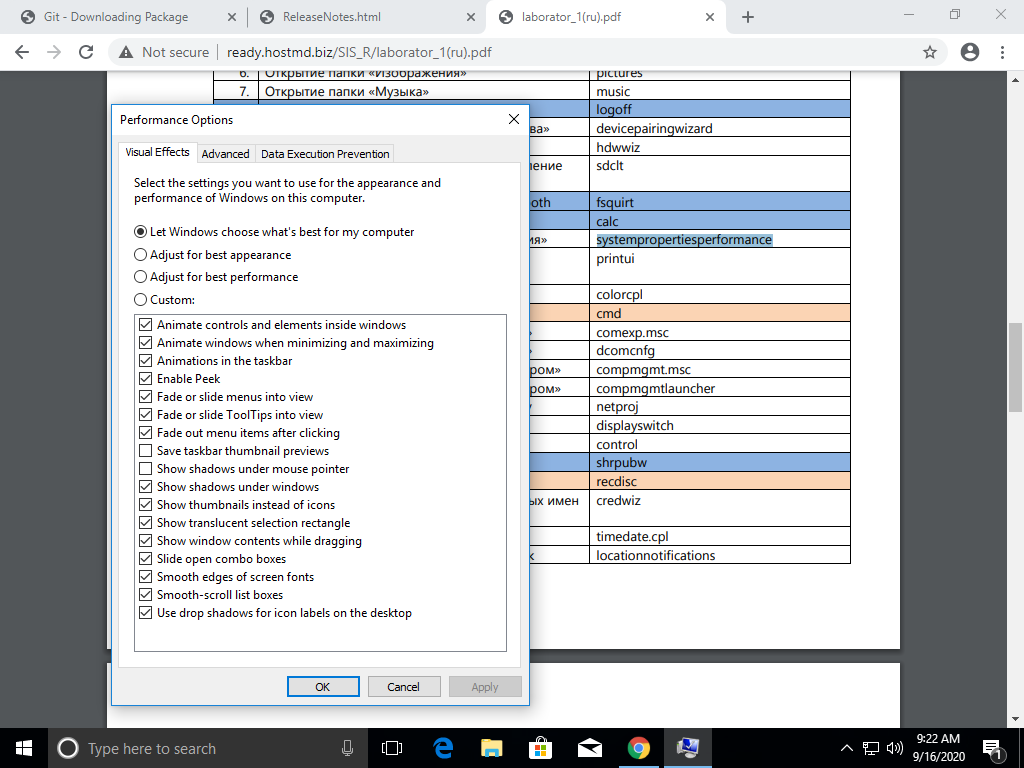 Git - Downloading Package
ReleaseNotes.html
laborator_1(ru).pdf
Not secure
ready.hostmd.biz/SIS_R/laborator_1(ru).pdf
6. Открытие папки «Изображения» pictures
7. Открытие папки «Музыка» music
logoff
ва» devicepairingwizard
hdwwiz
ление sdclt
oth fsquirt
calc
ия» systempropertiesperformance
printui
colorcpl
cmd
» comexp.msc
» dcomcnfg
ром» compmgmt.msc
ром» compmgmtlauncher
netproj
displayswitch
control
shrpubw
recdisc
ых имен credwiz
timedate.cpl
к locationnotifications
Performance Options
Visual Effects
Advanced
Data Execution Prevention
Select the settings you want to use for the appearance and
performance of Windows on this computer.
Let Windows choose what's best for my computer
Adjust for best appearance
Adjust for best performance
Custom:
Animate controls and elements inside windows
Animate windows when minimizing and maximizing
Animations in the taskbar
Enable Peek
Fade or slide menus into view
Fade or slide ToolTips into view
Fade out menu items after clicking
Save taskbar thumbnail previews
Show shadows under mouse pointer
Show shadows under windows
Show thumbnails instead of icons
Show translucent selection rectangle
Show window contents while dragging
Slide open combo boxes
Smooth edges of screen fonts
Smooth-scroll list boxes
Use drop shadows for icon labels on the desktop
OK
Cancel
Apply
Type here to search
9:22 AM
9/16/2020
1